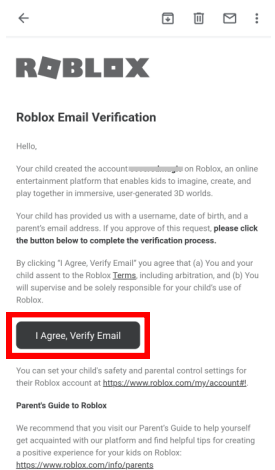 ROBLOX
Roblox Email Verification
Hello,
Your child created the account on Roblox, an online
entertainment platform that enables kids to imagine, create, and
play together in immersive, user-generated 3D worlds.
Your child has provided us with a username, date of birth, and a
parent's email address. If you approve of this request, please click
the button below to complete the verification process.
By clicking "I Agree, Verify Email" you agree that (a) You and your
child assent to the Roblox Terms, including arbitration, and (b) You
will supervise and be solely responsible for your child's use of
Roblox.
I Agree, Verify Email
You can set your child's safety and parental control settings for
their Roblox account at https://www.roblox.com/my/account#!.
Parent's Guide to Roblox
We recommend that you visit our Parent's Guide to help yourself
get acquainted with our platform and find helpful tips for creating
a positive experience for your kids on Roblox:
https://www.roblox.com/info/parents